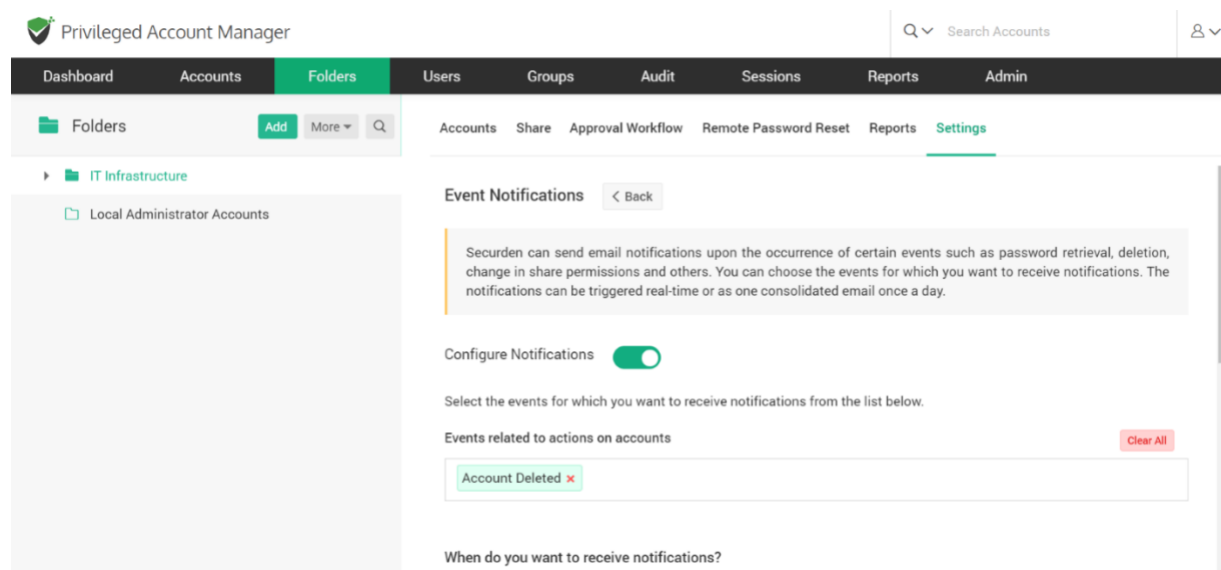 Privileged Account Manager
Search Accounts
Dashboard Accounts Folders Users Groups Audit Sessions Reports Admin
Folders Add More
Accounts Share Approval Workflow Remote Password Reset Reports Settings
IT Infrastructure
Local Administrator Accounts
Event Notifications < Back
Securden can send email notifications upon the occurrence of certain events such as password retrieval, deletion,
change in share permissions and others. You can choose the events for which you want to receive notifications. The
notifications can be triggered real-time or as one consolidated email once a day.
Configure Notifications
Select the events for which you want to receive notifications from the list below.
Events related to actions on accounts Clear All
Account Deleted ×
When do you want to receive notifications?